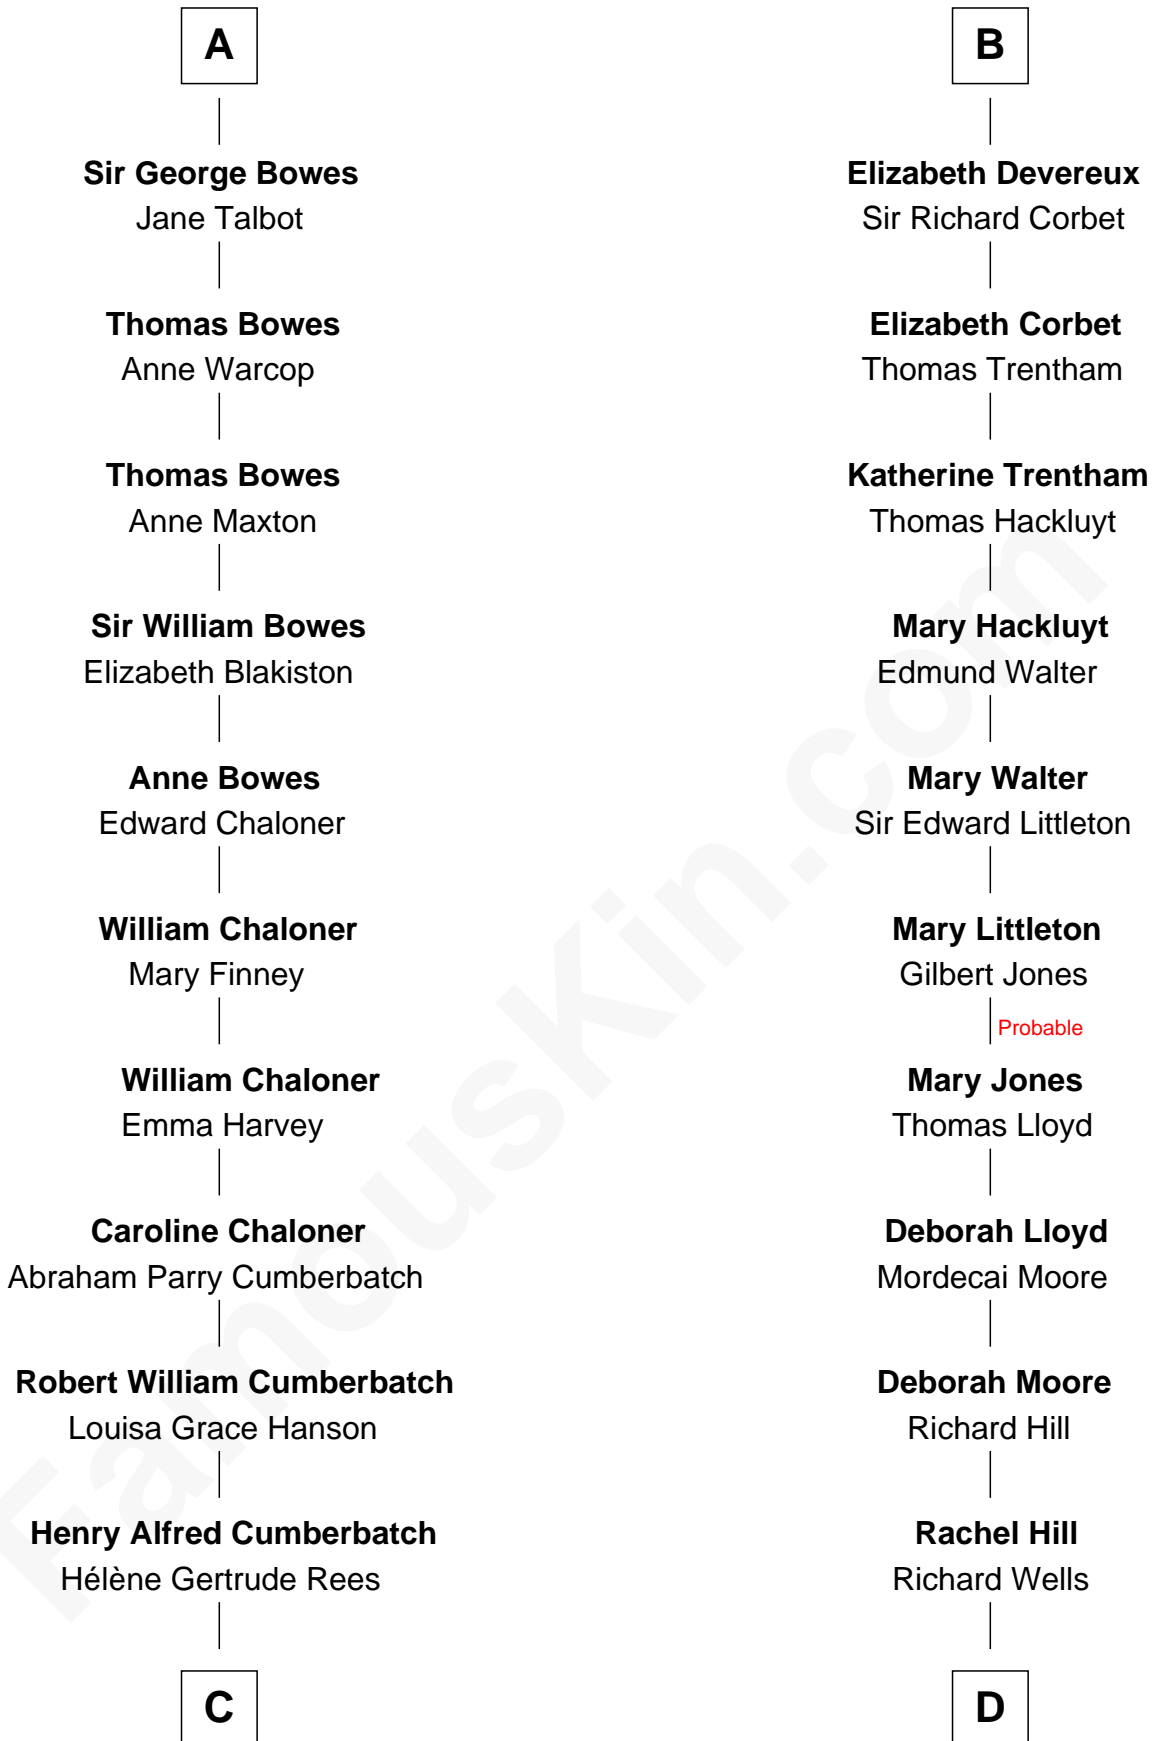 A
Sir George Bowes
Jane Talbot
Thomas Bowes
Anne Warcop
Thomas Bowes
Anne Maxton
Sir William Bowes
Elizabeth Blakiston
Anne Bowes
Edward Chaloner
William Chaloner
Mary Finney
William Chaloner
Emma Harvey
Caroline Chaloner
Abraham Parry Cumberbatch
Robert William Cumberbatch
Louisa Grace Hanson
Henry Alfred Cumberbatch
Hélène Gertrude Rees
C
B
Elizabeth Devereux
Sir Richard Corbet
Elizabeth Corbet
Thomas Trentham
Katherine Trentham
Thomas Hackluyt
Mary Hackluyt
Edmund Walter
Mary Walter
Sir Edward Littleton
Mary Littleton
Gilbert Jones
Probable
Mary Jones
Thomas Lloyd
Deborah Lloyd
Mordecai Moore
Deborah Moore
Richard Hill
Rachel Hill
Richard Wells
D
FamousKin.com